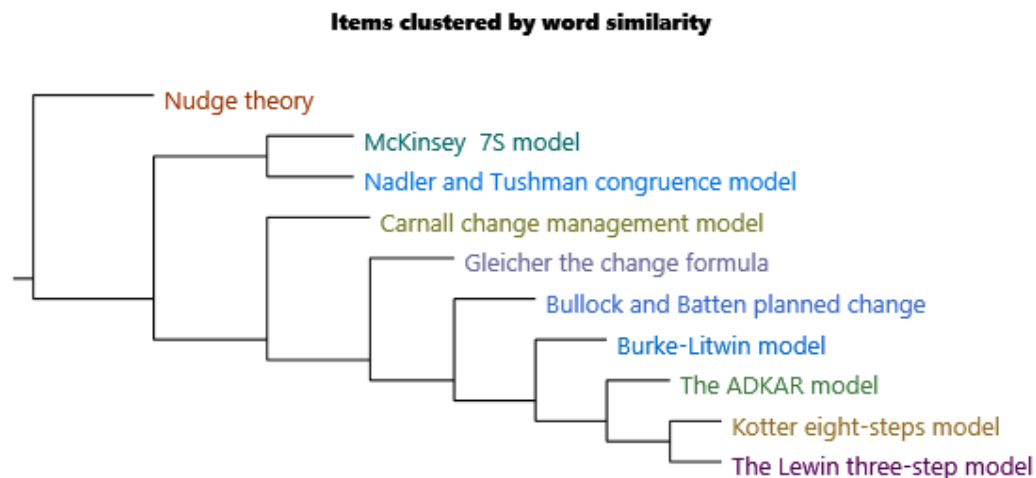 Items clustered by word similarity
Nudge theory
McKinsey  7S model
Nadler and Tushman congruence model
Carnall change management model
Gleicher the change formula
Bullock and Batten planned change
Burke-Litwin model
The ADKAR model
Kotter eight-steps model
The Lewin three-step model